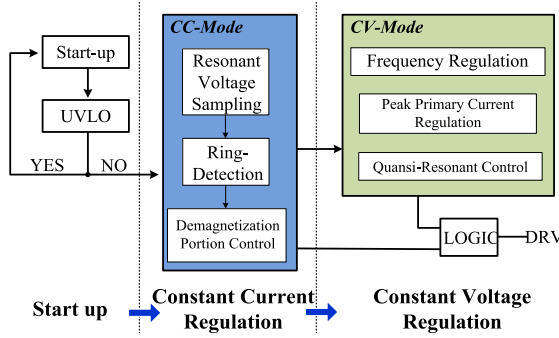 Start-up
UVLO
YES
NO
CC-Mode
Resonant
Voltage
Sampling
Ring-
Detection
Demagnetization
Portion Control
CV-Mode
Frequency Regulation
Peak Primary Current
Regulation
Quansi-Resonant Control
LOGIC
DRV
Start up
Constant Current
Regulation
Constant Voltage
Regulation